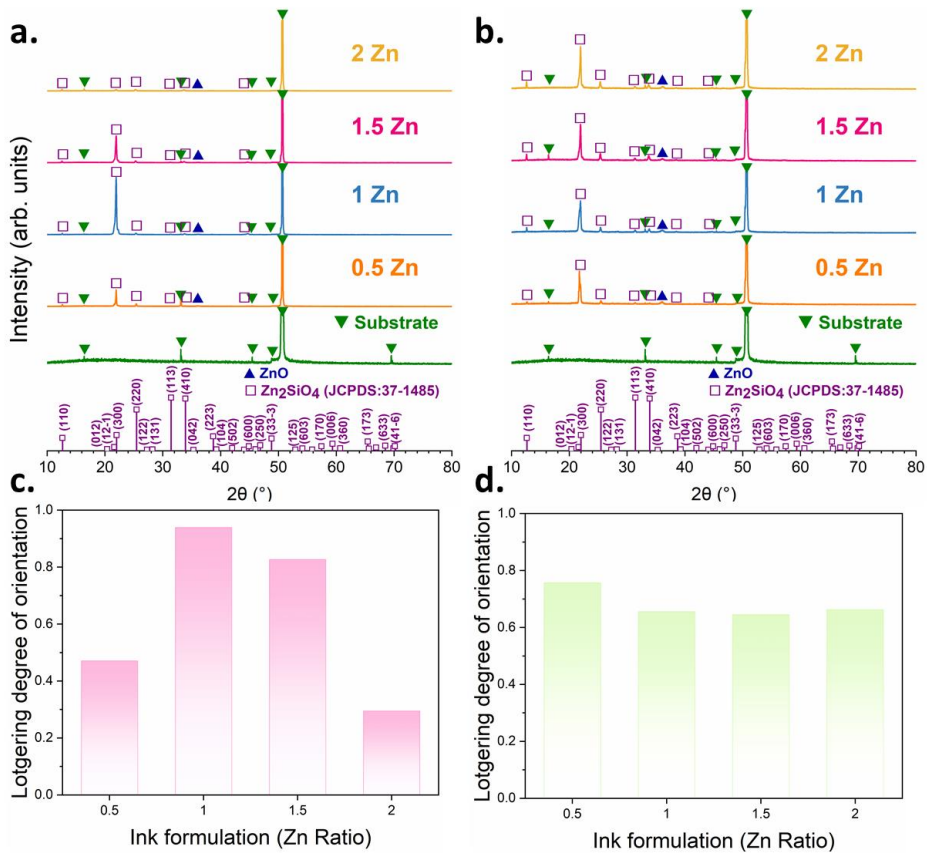 a.
2 Zn
1.5 Zn
1 Zn
0.5 Zn
Substrate
ZnO
Zn₂SiO₄ (JCPDS:37-1485)
Intensity (arb. units)
(110)
(012)
(12-1)
(300)
(220)
(122)
(131)
(113)
(410)
(042)
(223)
(104)
(502)
(600)
(250)
(33-3)
(125)
(603)
(170)
(006)
(360)
(173)
(633)
(41-6)
10 20 30 40 50 60 70 80
2θ (°)
b.
2 Zn
1.5 Zn
1 Zn
0.5 Zn
Substrate
ZnO
Zn₂SiO₄ (JCPDS:37-1485)
(110)
(012)
(12-1)
(300)
(220)
(122)
(131)
(113)
(410)
(042)
(223)
(104)
(502)
(600)
(250)
(33-3)
(125)
(603)
(170)
(006)
(360)
(173)
(633)
(41-6)
10 20 30 40 50 60 70 80
2θ (°)
c.
Lotgering degree of orientation
1.0
0.8
0.6
0.4
0.2
0.0
0.5 1 1.5 2
Ink formulation (Zn Ratio)
d.
Lotgering degree of orientation
1.0
0.8
0.6
0.4
0.2
0.0
0.5 1 1.5 2
Ink formulation (Zn Ratio)